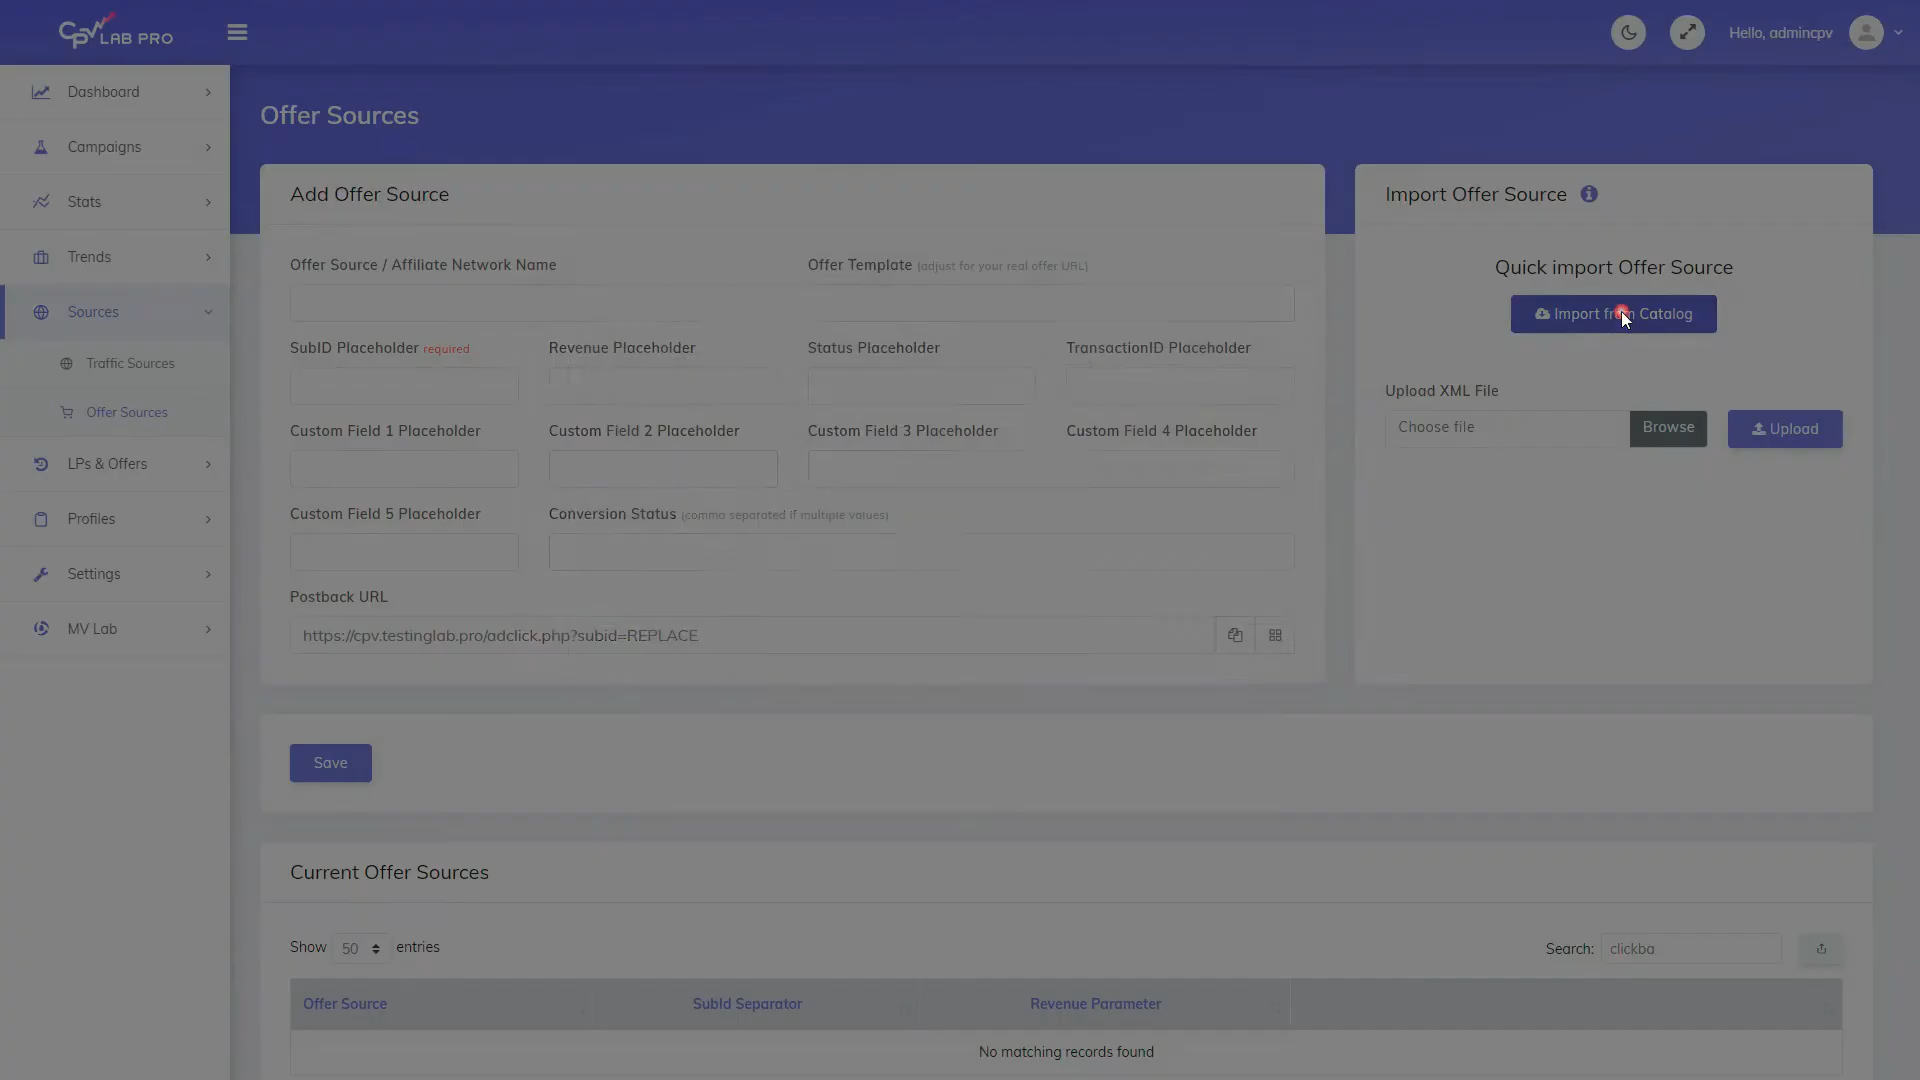 CPV LAB PRO
Hello, admincpv
Dashboard
Campaigns
Stats
Trends
Sources
Traffic Sources
Offer Sources
LPs & Offers
Profiles
Settings
MV Lab
Offer Sources
Add Offer Source
Offer Source / Affiliate Network Name
Offer Template (adjust for your real offer URL)
SubID Placeholder required
Revenue Placeholder
Status Placeholder
TransactionID Placeholder
Custom Field 1 Placeholder
Custom Field 2 Placeholder
Custom Field 3 Placeholder
Custom Field 4 Placeholder
Custom Field 5 Placeholder
Conversion Status (comma separated if multiple values)
Postback URL
https://cpv.testinglab.pro/adclick.php?subid=REPLACE
Import Offer Source
Quick import Offer Source
Import from Catalog
Upload XML File
Choose file Browse
Upload
Save
Current Offer Sources
Show 50 entries
Search: clickba
Offer Source SubId Separator Revenue Parameter
No matching records found